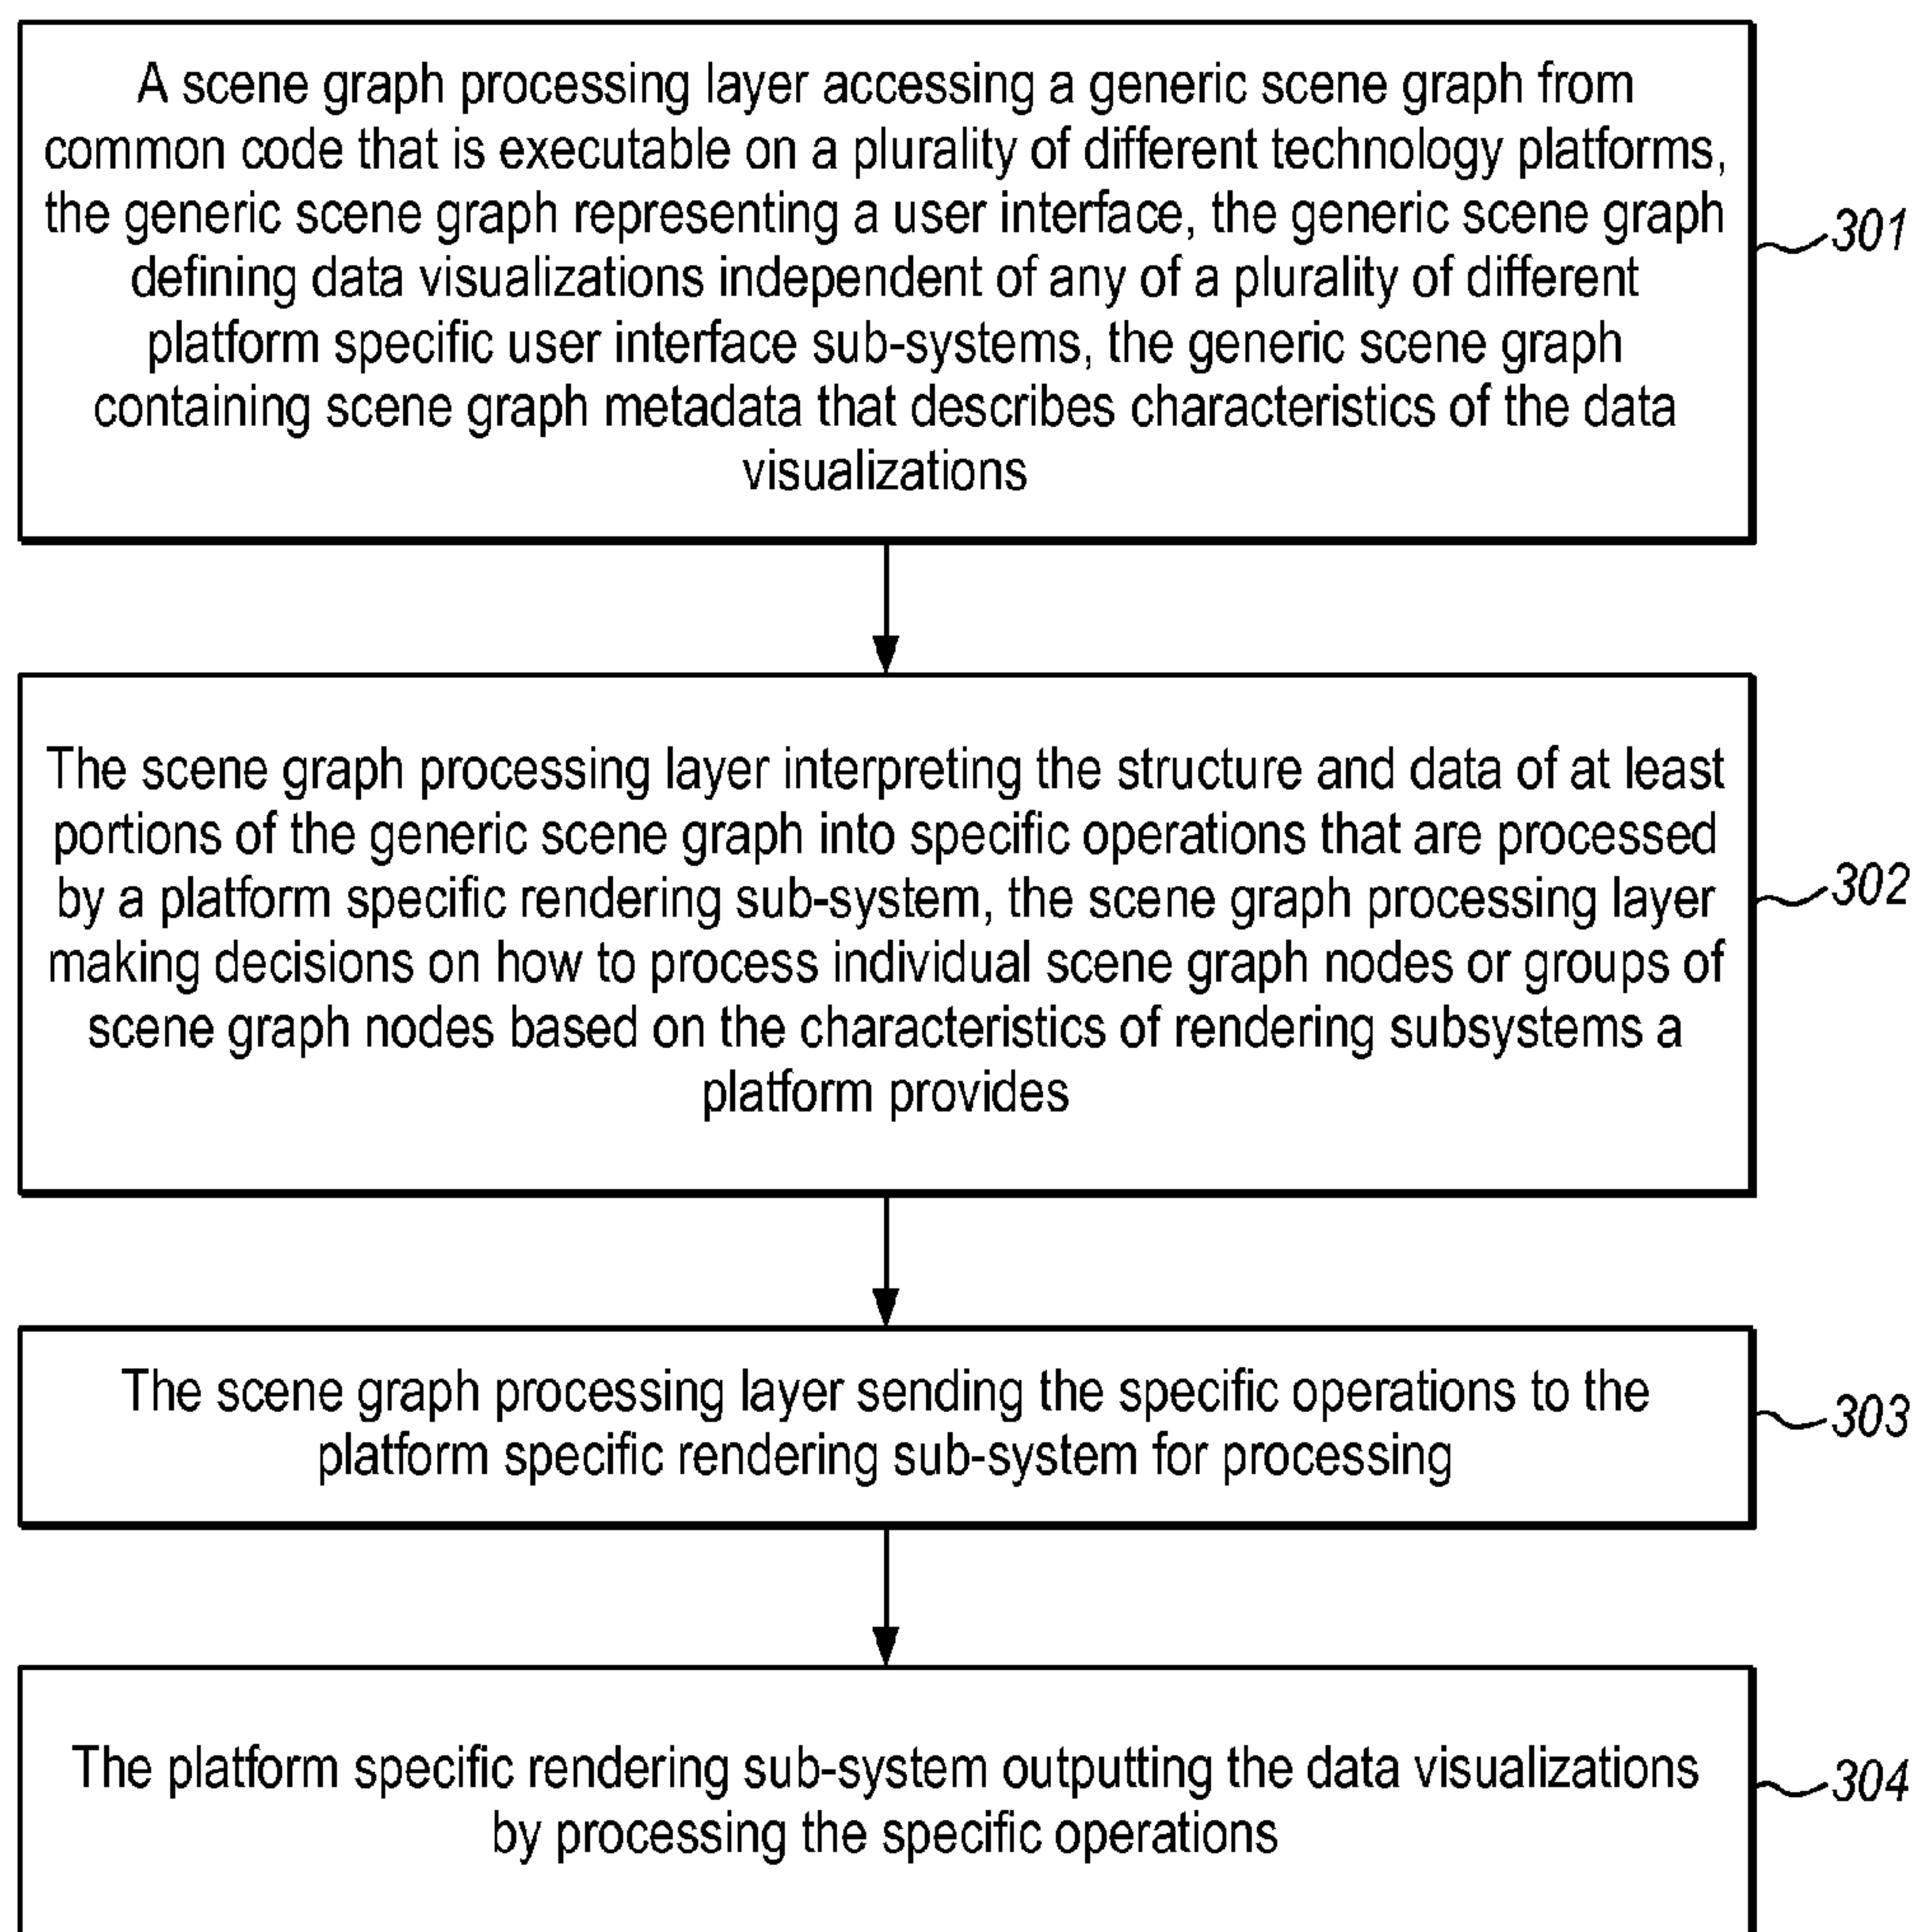 A scene graph processing layer accessing a generic scene graph from
common code that is executable on a plurality of different technology platforms,
the generic scene graph representing a user interface, the generic scene graph
defining data visualizations independent of any of a plurality of different
platform specific user interface sub-systems, the generic scene graph
containing scene graph metadata that describes characteristics of the data
visualizations
301
The scene graph processing layer interpreting the structure and data of at least
portions of the generic scene graph into specific operations that are processed
by a platform specific rendering sub-system, the scene graph processing layer
making decisions on how to process individual scene graph nodes or groups of
scene graph nodes based on the characteristics of rendering subsystems a
platform provides
302
The scene graph processing layer sending the specific operations to the
platform specific rendering sub-system for processing
303
The platform specific rendering sub-system outputting the data visualizations
by processing the specific operations
304